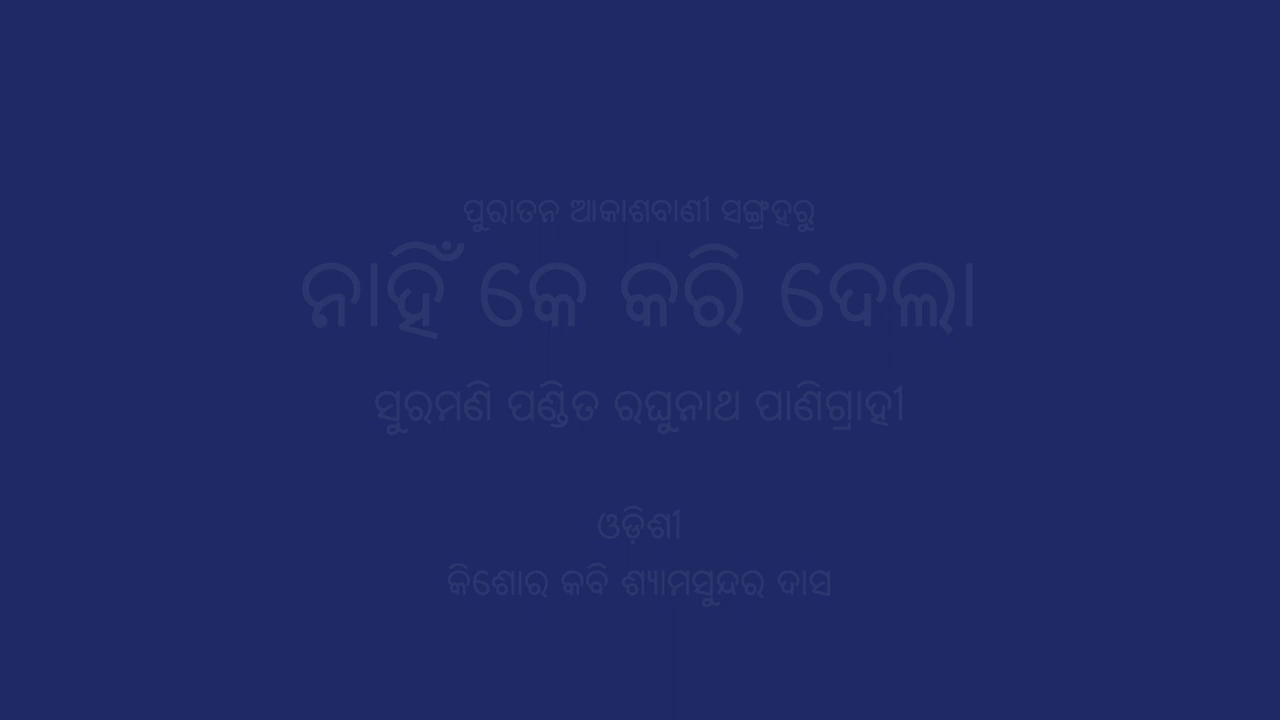 ପୁରାତନ ଆକାଶବାଣୀ ସଙ୍ଗ୍ରହରୁ
ନାହିଁ କେ କରି ଦେଲା
ସୁରମଣି ପଣ୍ଡିତ ରଘୁନାଥ ପାଣିଗ୍ରାହୀ
ଓଡ଼ିଶୀ
କିଶୋର କବି ଶ୍ୟାମସୁନ୍ଦର ଦାସ